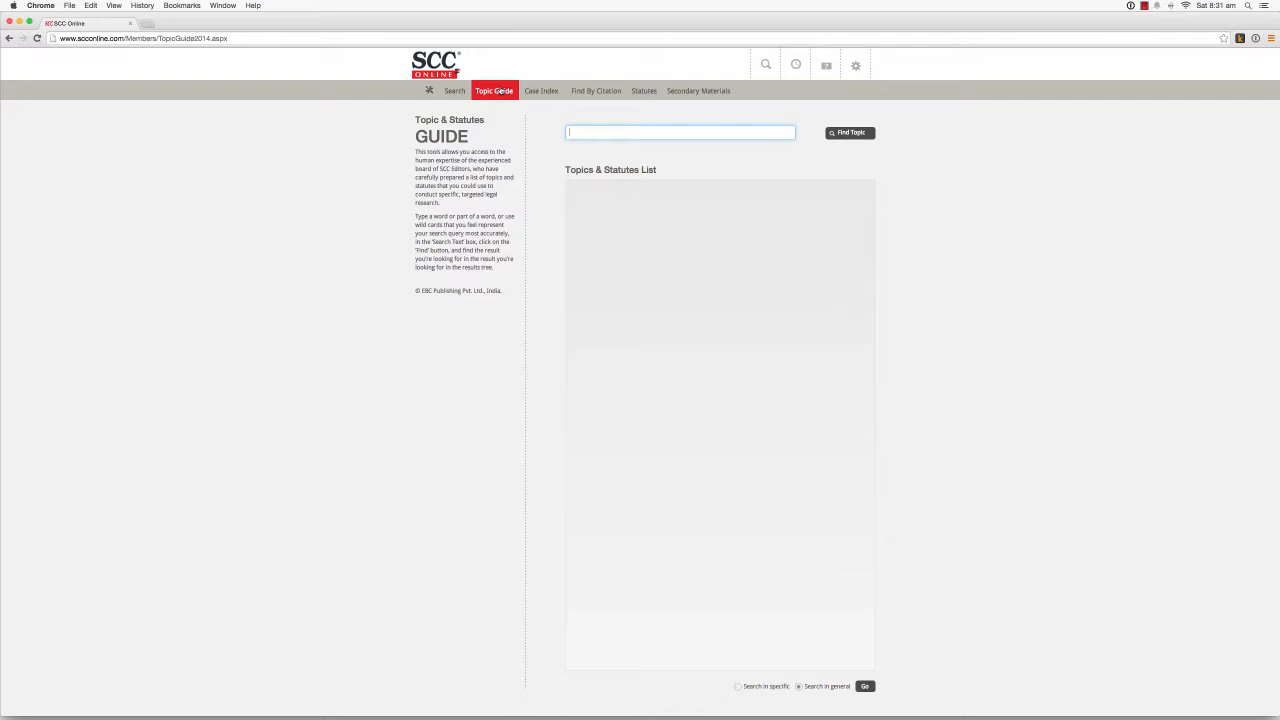 Chrome File Edit View History Bookmarks Window Help
Sat 8:31 am
SCC Online
www.scconline.com/Members/TopicGuide2014.aspx
SCC
ONLINE
Search Topic Guide Case Index Find By Citation Statutes Secondary Materials
Topic & Statutes
GUIDE
This tools allows you access to the
human expertise of the experienced
board of SCC Editors, who have
carefully prepared a list of topics and
statutes that you could use to
conduct specific, targeted legal
research.
Type a word or part of a word, or use
wild cards that you feel represent
your search query most accurately,
in the 'Search Text' box, click on the
'Find' button, and find the result
you're looking for in the result you're
looking for in the results tree.
© EBC Publishing Pvt. Ltd., India.
Find Topic
Topics & Statutes List
Search in specific Search in general Go